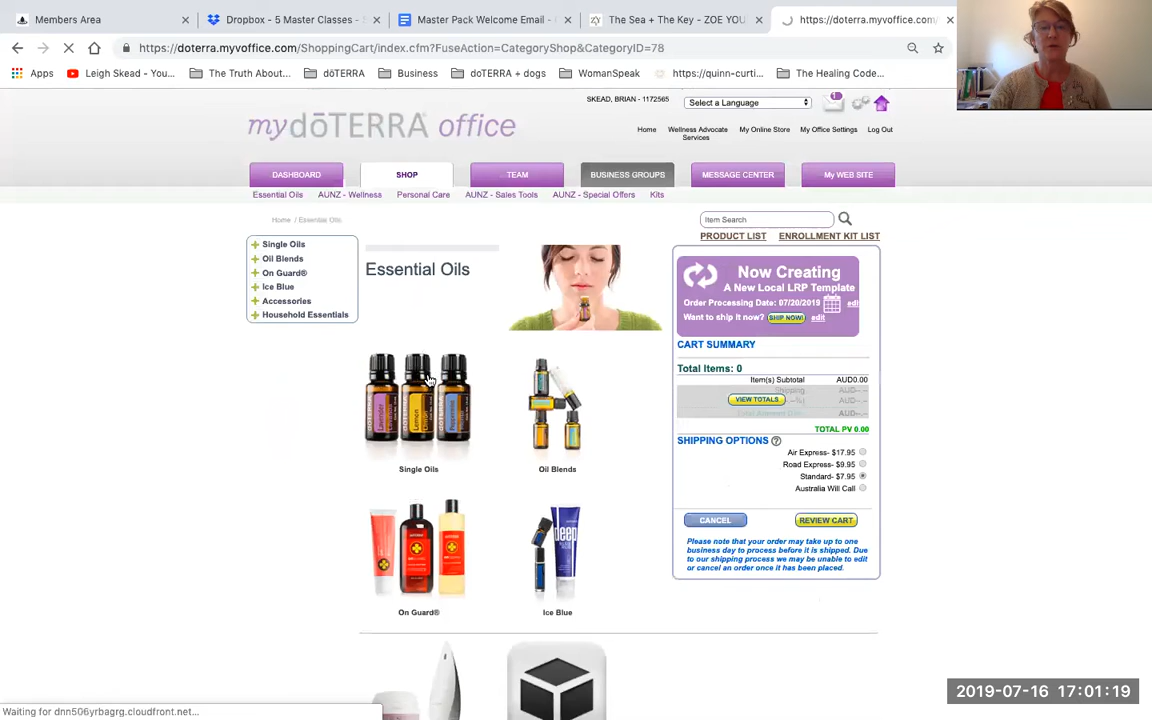 Members Area
Dropbox - 5 Master Classes -
Master Pack Welcome Email -
The Sea + The Key - ZOE YOU
https://doterra.myvoffice.com/
https://doterra.myvoffice.com/ShoppingCart/index.cfm?FuseAction=CategoryShop&CategoryID=78
Apps
Leigh Skead - You...
The Truth About...
dōTERRA
Business
doTERRA + dogs
WomanSpeak
https://quinn-curti...
The Healing Code...
mydōTERRA office
SKEAD, BRIAN - 1172565
Select a Language
1
Home
Wellness Advocate Services
My Online Store
My Office Settings
Log Out
DASHBOARD
SHOP
TEAM
BUSINESS GROUPS
MESSAGE CENTER
My WEB SITE
Essential Oils
AUNZ - Wellness
Personal Care
AUNZ - Sales Tools
AUNZ - Special Offers
Kits
Home / Essential Oils
Item Search
PRODUCT LIST
ENROLLMENT KIT LIST
Single Oils
Oil Blends
On Guard®
Ice Blue
Accessories
Household Essentials
Essential Oils
Single Oils
Oil Blends
On Guard®
deep
Ice Blue
Now Creating
A New Local LRP Template
Order Processing Date: 07/20/2019
Want to ship it now? SHIP NOW! edit
CART SUMMARY
Total Items: 0
Item(s) Subtotal AUD0.00
VIEW TOTALS
TOTAL PV 0.00
SHIPPING OPTIONS
Air Express- $17.95
Road Express- $9.95
Standard- $7.95
Australia Will Call
CANCEL
REVIEW CART
Please note that your order may take up to one
business day to process before it is shipped. Due
to our shipping process we may be unable to edit
or cancel an order once it has been placed.
Waiting for dnn506yrbagrg.cloudfront.net...
2019-07-16 17:01:19